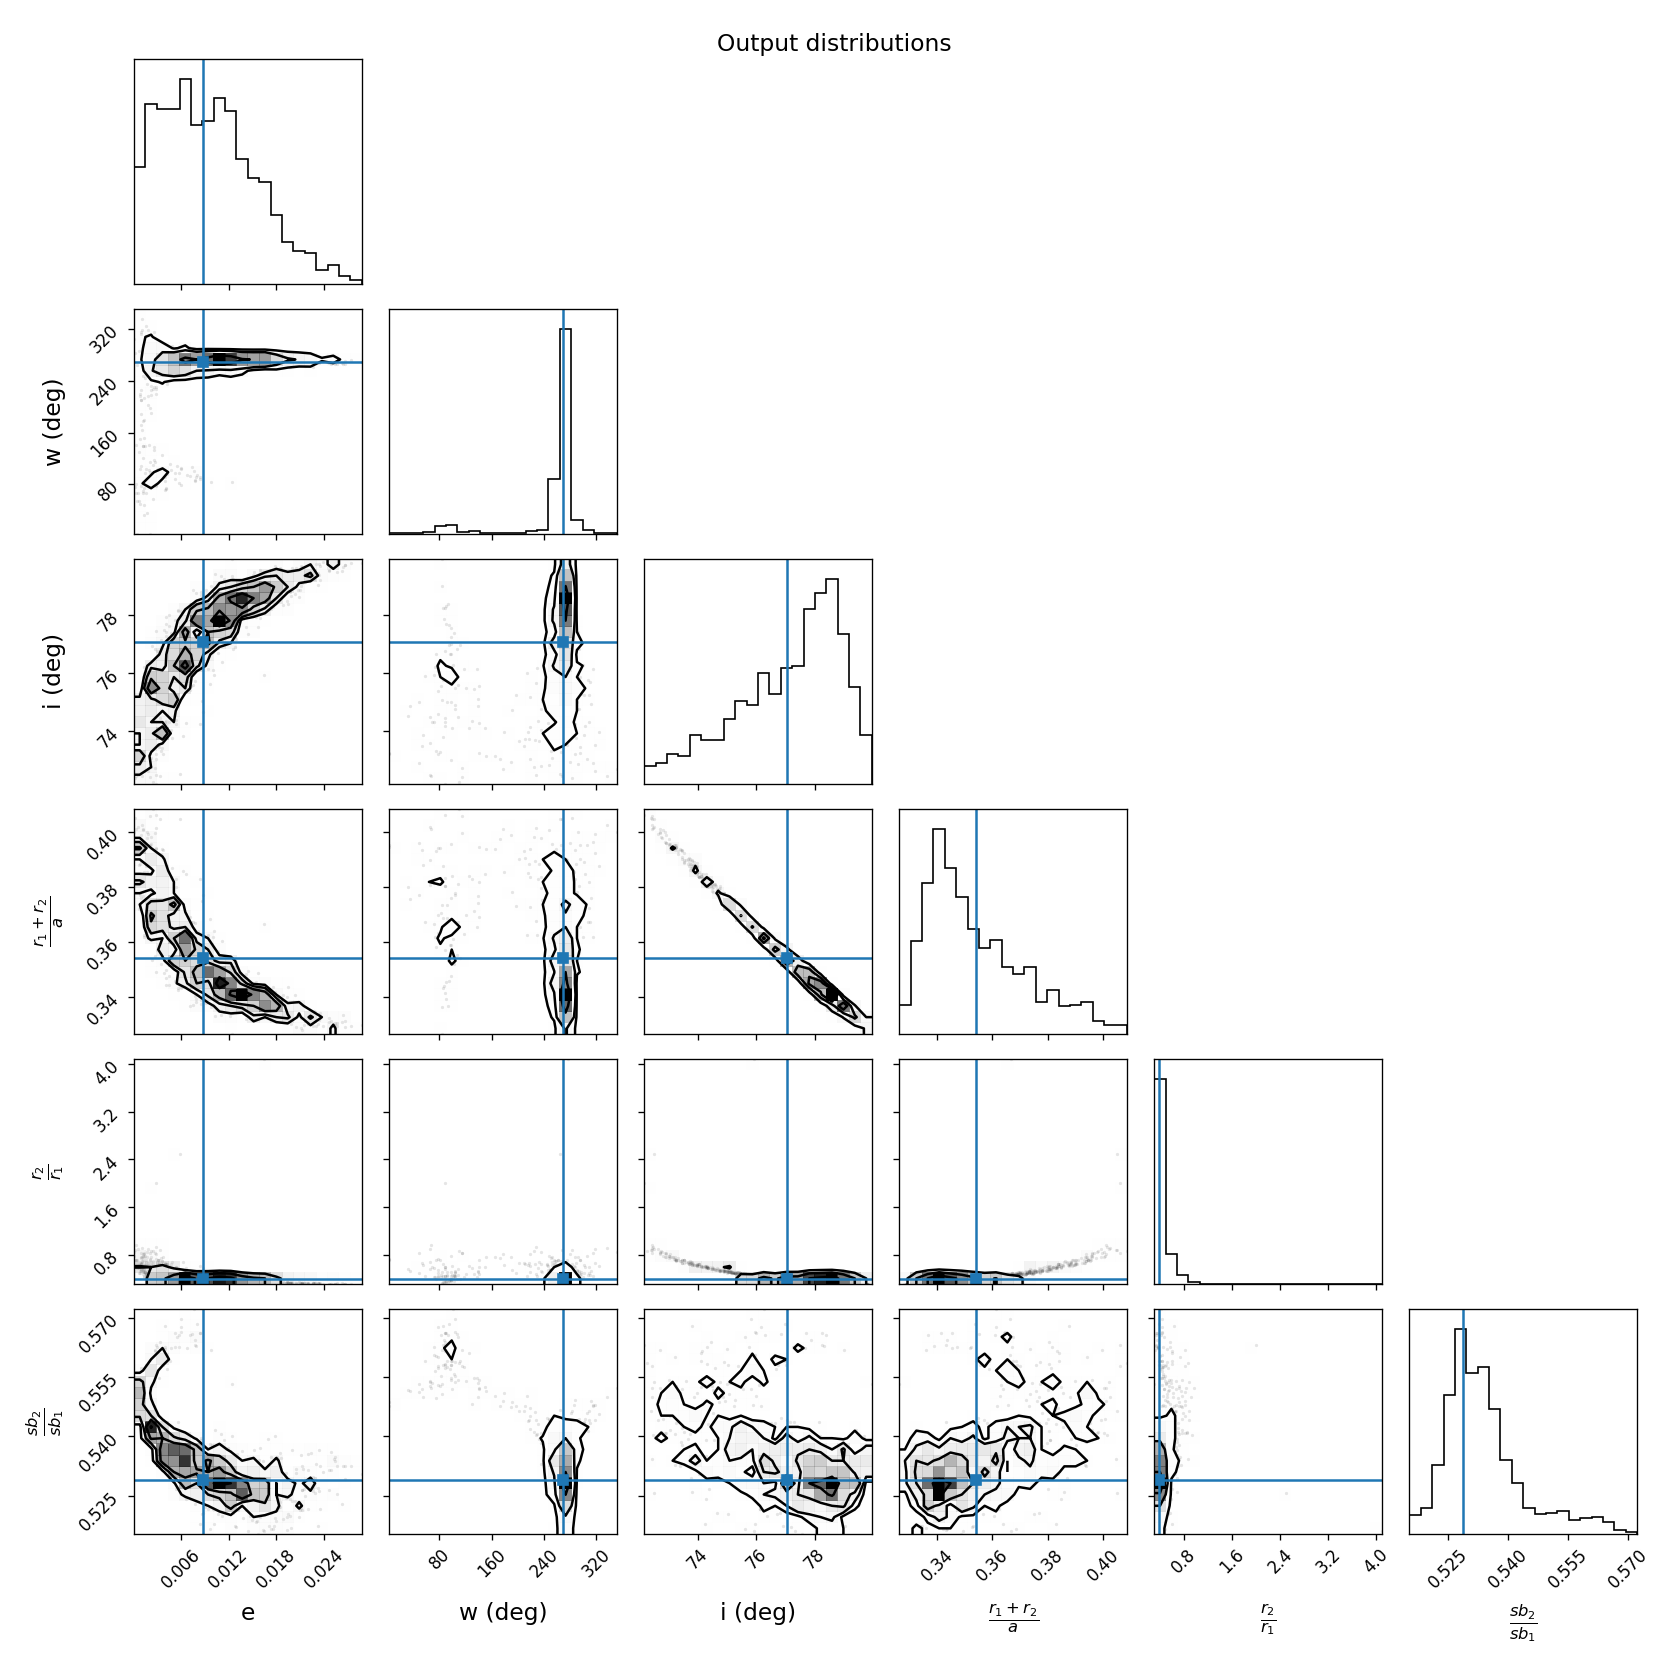 Output distributions
w (deg)
320
240
160
80
i (deg)
78
76
74
r1 + r2
a
0.40
0.38
0.36
0.34
r2
r1
4.0
3.2
2.4
1.6
0.8
sb2
sb1
0.570
0.555
0.540
0.525
0.006 0.012 0.018 0.024 80 160 240 320 74 76 78 0.34 0.36 0.38 0.40 0.8 1.6 2.4 3.2 4.0 0.525 0.540 0.555 0.570
e w (deg) i (deg) r1 + r2 r2 sb2
a r1 sb1